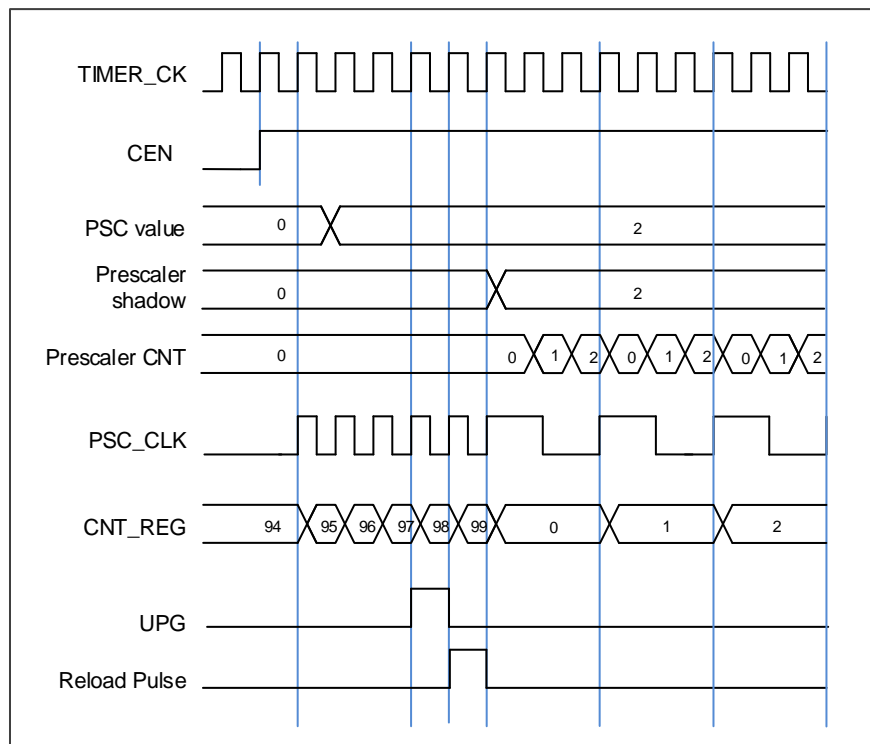 TIMER_CK
CEN
PSC value 0 2
Prescaler
shadow 0 2
Prescaler CNT 0 0 1 2 0 1 2 0 1 2
PSC_CLK
CNT_REG 94 95 96 97 98 99 0 1 2
UPG
Reload Pulse